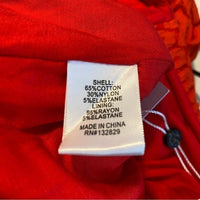 SHELL:
65%COTTON
30%NYLON
5%ELASTANE
LINING:
95%RAYON
5%ELASTANE
MADE IN CHINA
RN#132829